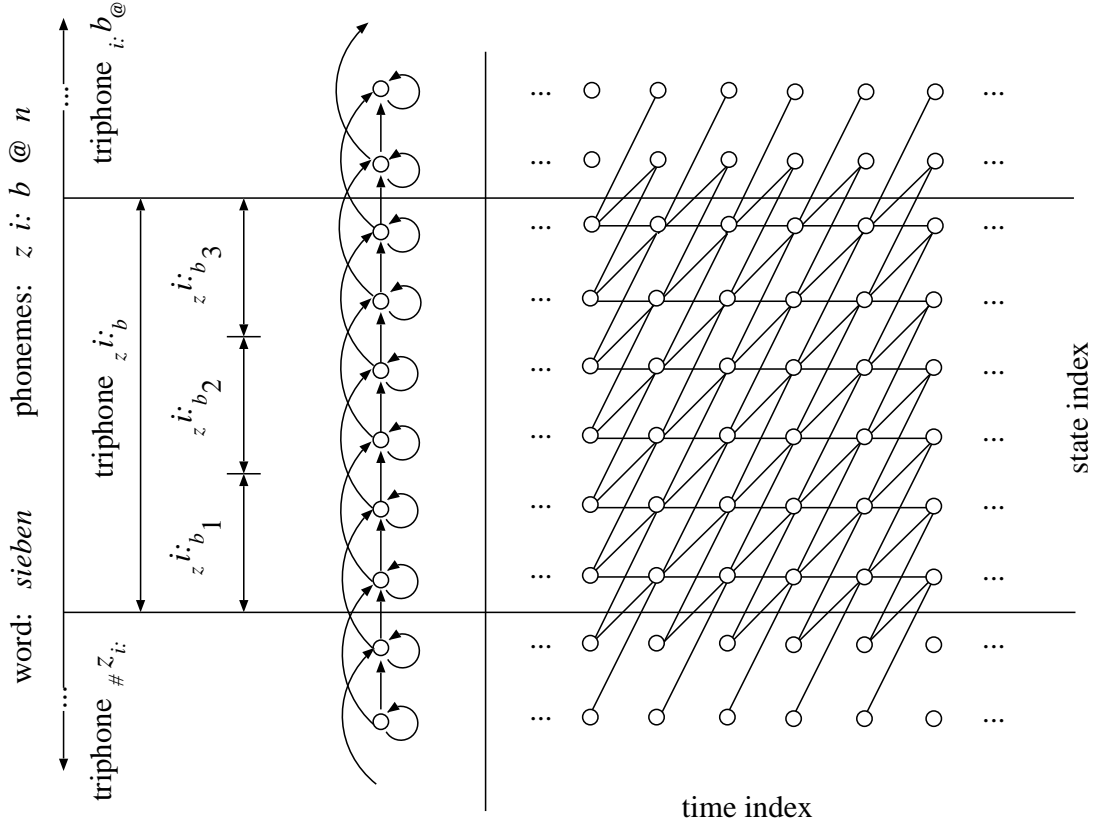 word: sieben phonemes: z i: b @ n
... ...
triphone # z i: triphone z i: b triphone i: b @
z i: b 1 z i: b 2 z i: b 3
... ...
... ...
... ...
... ...
... ...
... ...
... ...
... ...
... ...
... ...
state index
time index